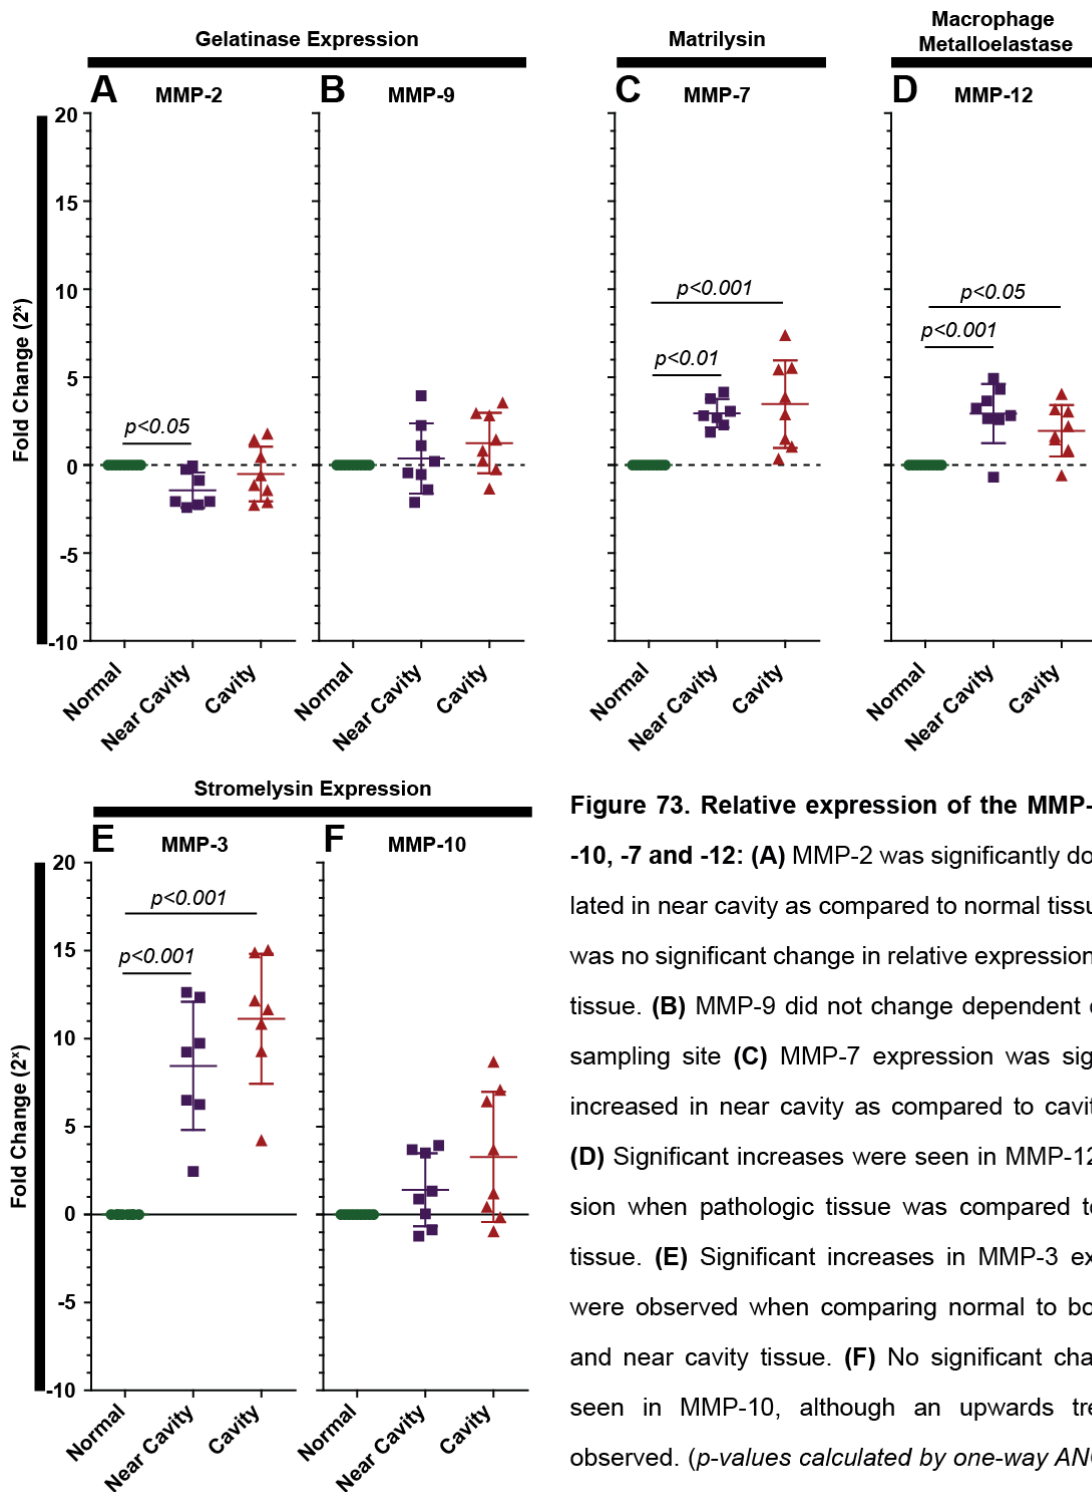 Gelatinase Expression
Matrilysin
Macrophage
Metalloelastase
A
MMP-2
B
MMP-9
C
MMP-7
D
MMP-12
20
15
10
5
0
-5
-10
Fold Change (2ˣ)
p<0.05
p<0.001
p<0.01
p<0.05
p<0.001
Normal
Near Cavity
Cavity
Normal
Near Cavity
Cavity
Normal
Near Cavity
Cavity
Normal
Near Cavity
Cavity
Stromelysin Expression
E
MMP-3
F
MMP-10
20
15
10
5
0
-5
-10
Fold Change (2ˣ)
p<0.001
p<0.001
Normal
Near Cavity
Cavity
Normal
Near Cavity
Cavity
Figure 73. Relative expression of the MMP-
-10, -7 and -12: (A) MMP-2 was significantly do
lated in near cavity as compared to normal tissu
was no significant change in relative expression
tissue. (B) MMP-9 did not change dependent
sampling site (C) MMP-7 expression was sig
increased in near cavity as compared to cavit
(D) Significant increases were seen in MMP-12
sion when pathologic tissue was compared to
tissue. (E) Significant increases in MMP-3 ex
were observed when comparing normal to bo
and near cavity tissue. (F) No significant cha
seen in MMP-10, although an upwards tre
observed. (p-values calculated by one-way AN